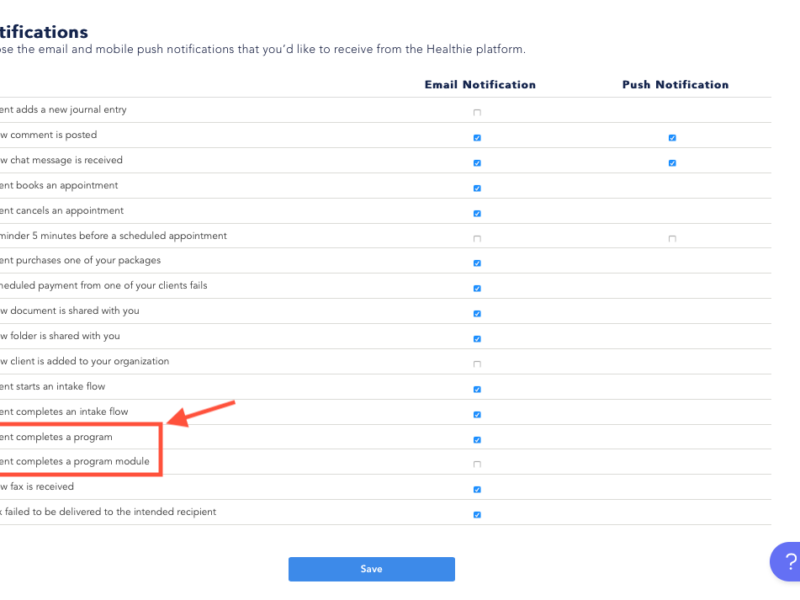 tifications
se the email and mobile push notifications that you'd like to receive from the Healthie platform.
Email Notification Push Notification
ent adds a new journal entry
w comment is posted
w chat message is received
ent books an appointment
ent cancels an appointment
minder 5 minutes before a scheduled appointment
ent purchases one of your packages
heduled payment from one of your clients fails
w document is shared with you
w folder is shared with you
w client is added to your organization
ent starts an intake flow
ent completes an intake flow
ent completes a program
ent completes a program module
w fax is received
x failed to be delivered to the intended recipient
Save
?